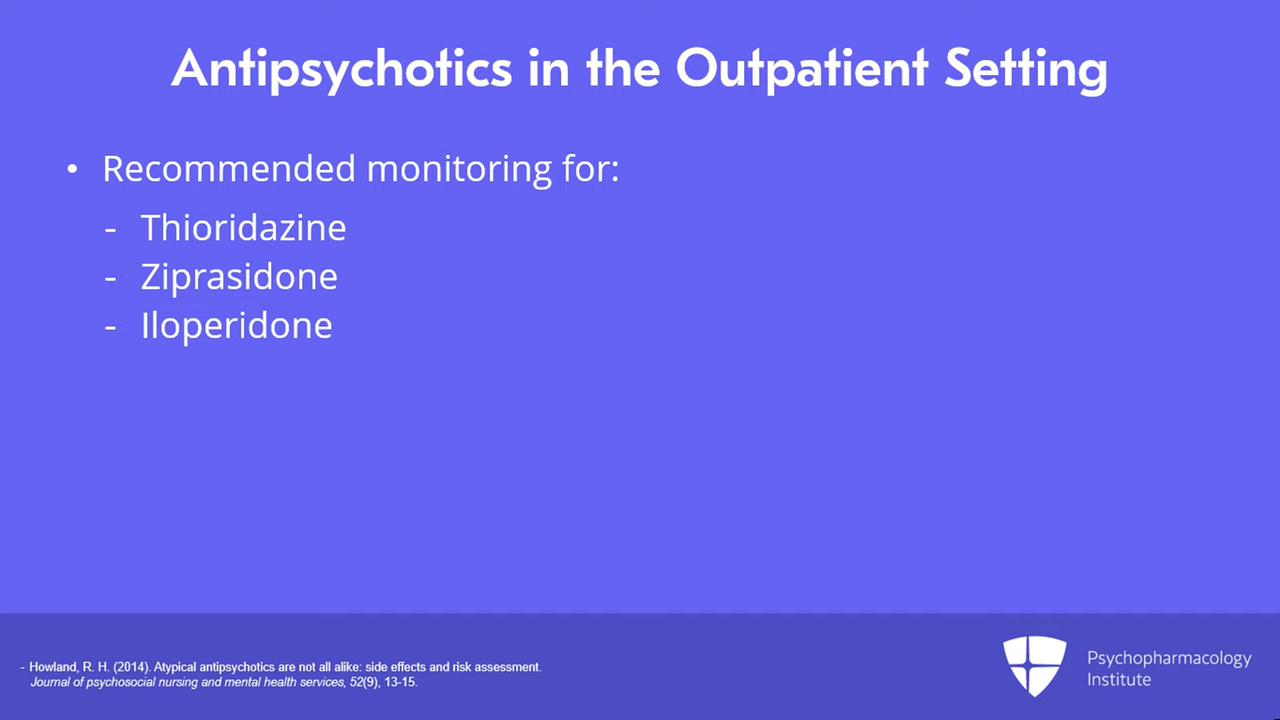 Antipsychotics in the Outpatient Setting
• Recommended monitoring for:
- Thioridazine
- Ziprasidone
- Iloperidone
- Howland, R. H. (2014). Atypical antipsychotics are not all alike: side effects and risk assessment.
Journal of psychosocial nursing and mental health services, 52(9), 13-15.
Psychopharmacology
Institute